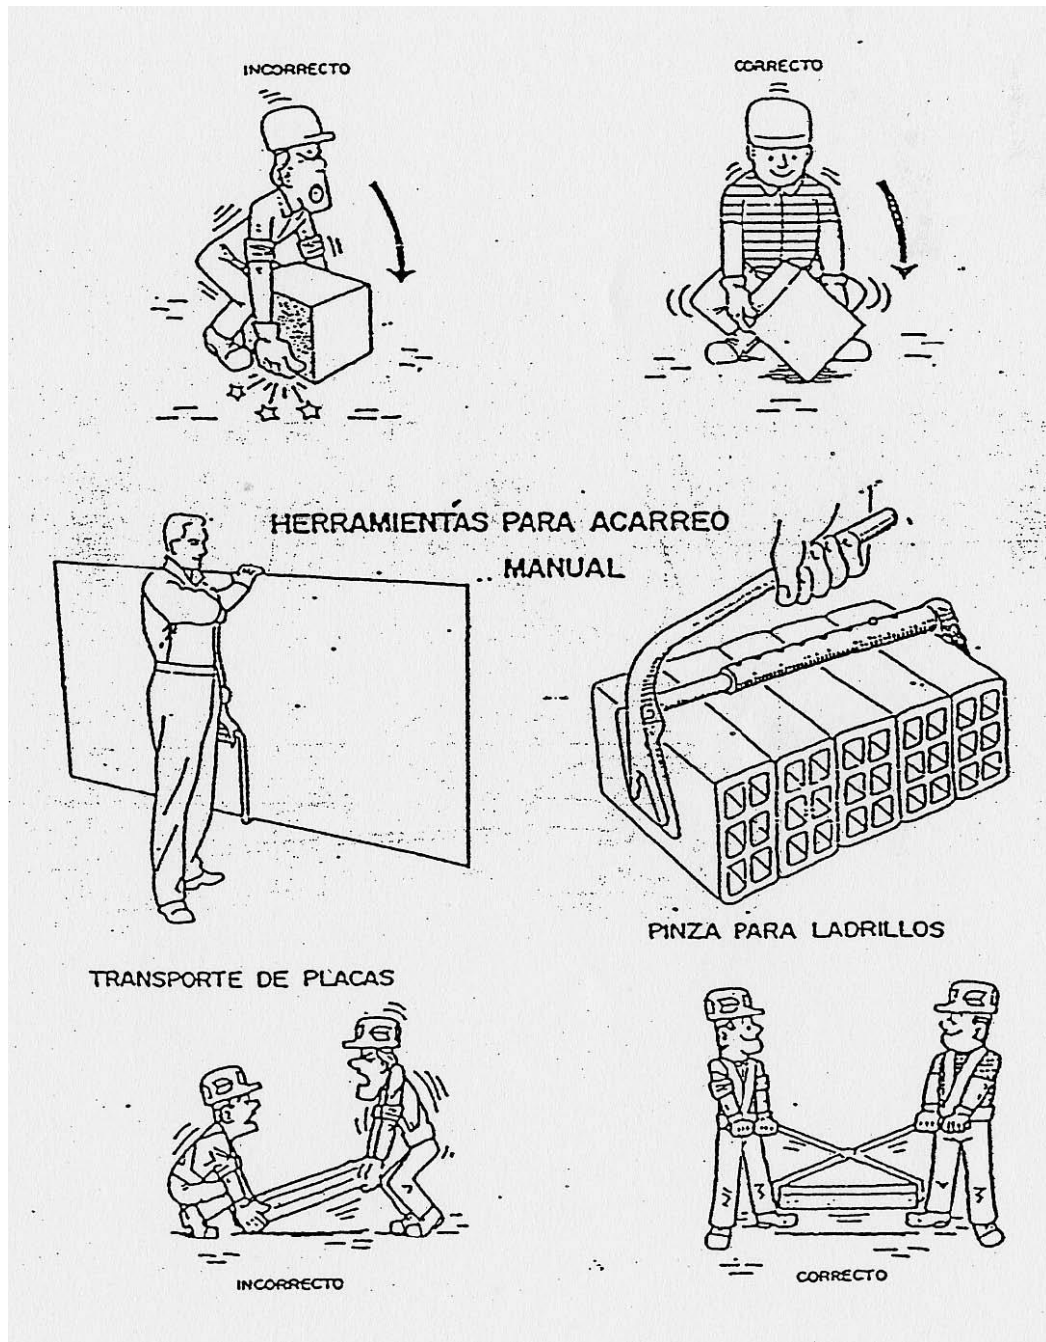 INCORRECTO
CORRECTO
HERRAMIENTAS PARA ACARREO
MANUAL
PINZA PARA LADRILLOS
TRANSPORTE DE PLACAS
INCORRECTO
CORRECTO